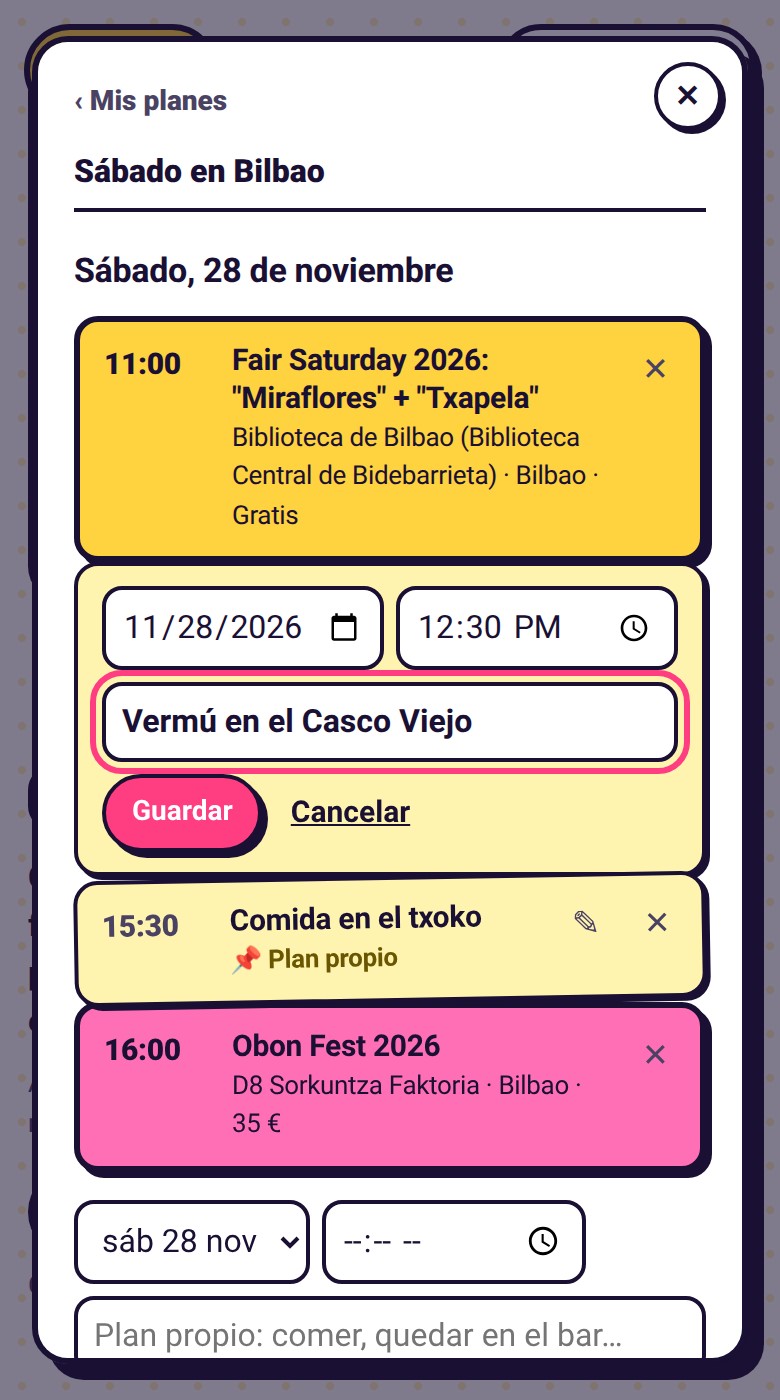 ‹ Mis planes
✕
Sábado en Bilbao
Sábado, 28 de noviembre
11:00
Fair Saturday 2026:
"Miraflores" + "Txapela"
✕
Biblioteca de Bilbao (Biblioteca
Central de Bidebarrieta) · Bilbao ·
Gratis
11/28/2026
12:30 PM
Vermú en el Casco Viejo
Guardar
Cancelar
15:30
Comida en el txoko
✎
✕
📌 Plan propio
16:00
Obon Fest 2026
✕
D8 Sorkuntza Faktoria · Bilbao ·
35 €
sáb 28 nov
--:-- --
Plan propio: comer, quedar en el bar...